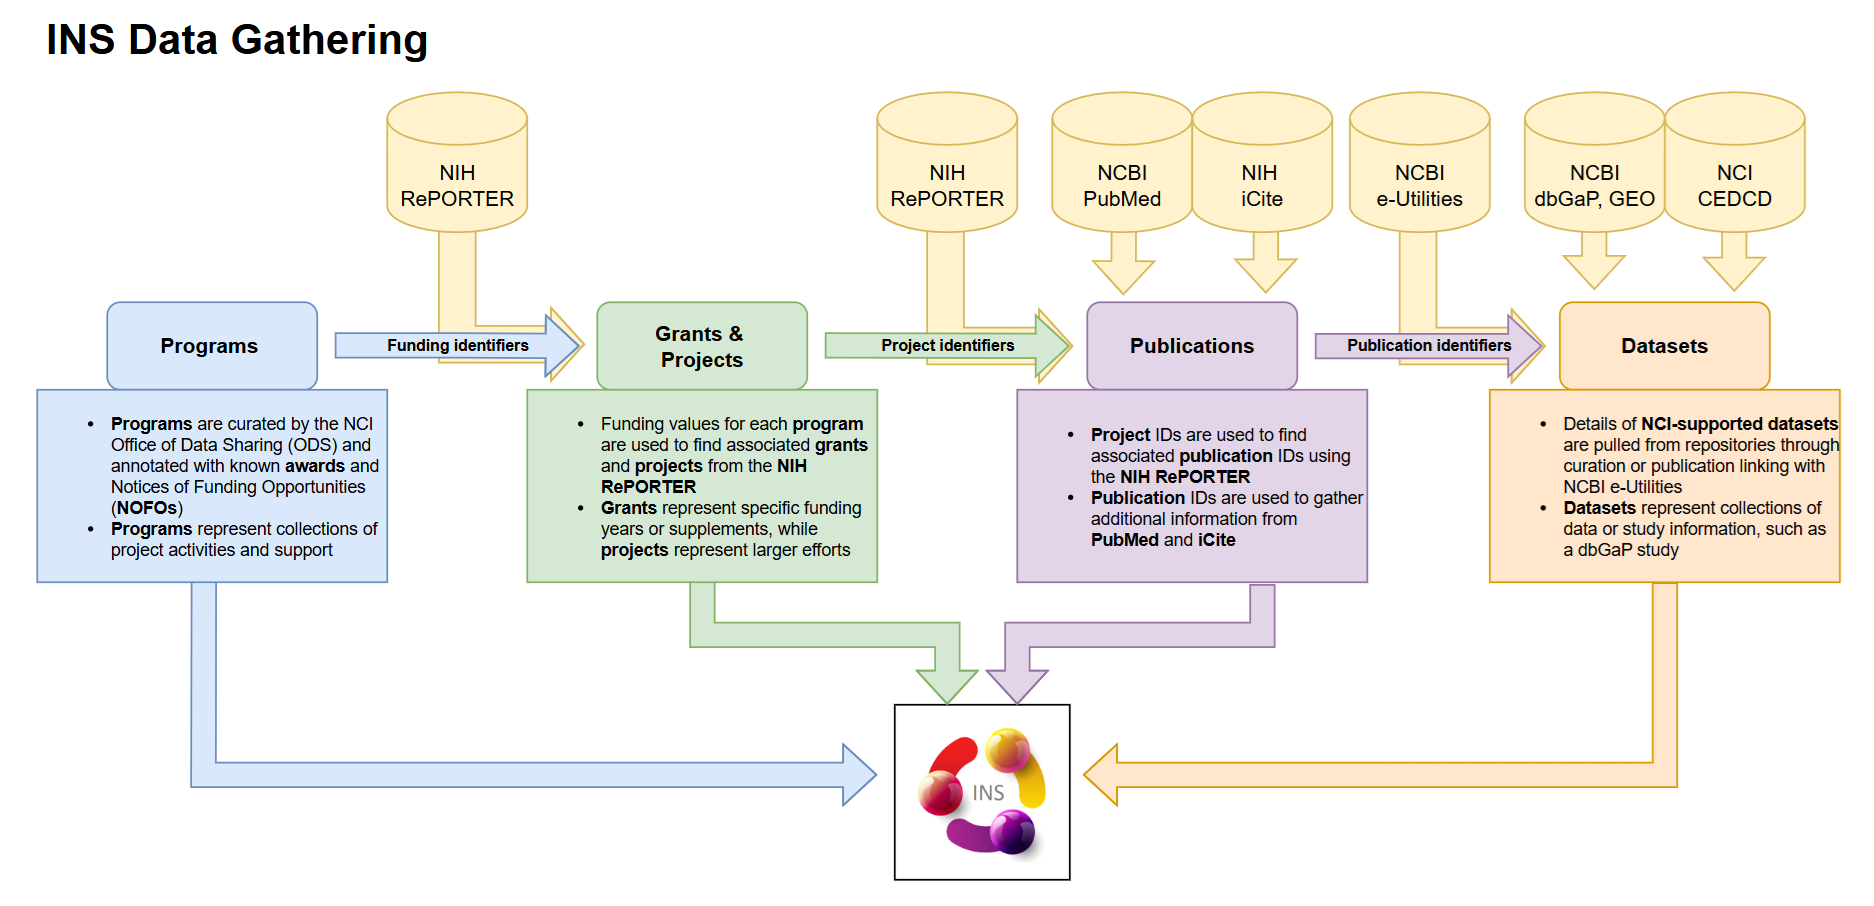 INS Data Gathering
NIH
RePORTER
NIH
RePORTER
NCBI
PubMed
NIH
iCite
NCBI
e-Utilities
NCBI
dbGaP, GEO
NCI
CEDCD
Programs
Funding identifiers
Grants &
Projects
Project identifiers
Publications
Publication identifiers
Datasets
• Programs are curated by the NCI
Office of Data Sharing (ODS) and
annotated with known awards and
Notices of Funding Opportunities
(NOFOs)
• Programs represent collections of
project activities and support
• Funding values for each program
are used to find associated grants
and projects from the NIH
RePORTER
• Grants represent specific funding
years or supplements, while
projects represent larger efforts
• Project IDs are used to find
associated publication IDs using
the NIH RePORTER
• Publication IDs are used to gather
additional information from
PubMed and iCite
• Details of NCI-supported datasets
are pulled from repositories through
curation or publication linking with
NCBI e-Utilities
• Datasets represent collections of
data or study information, such as
a dbGaP study
INS